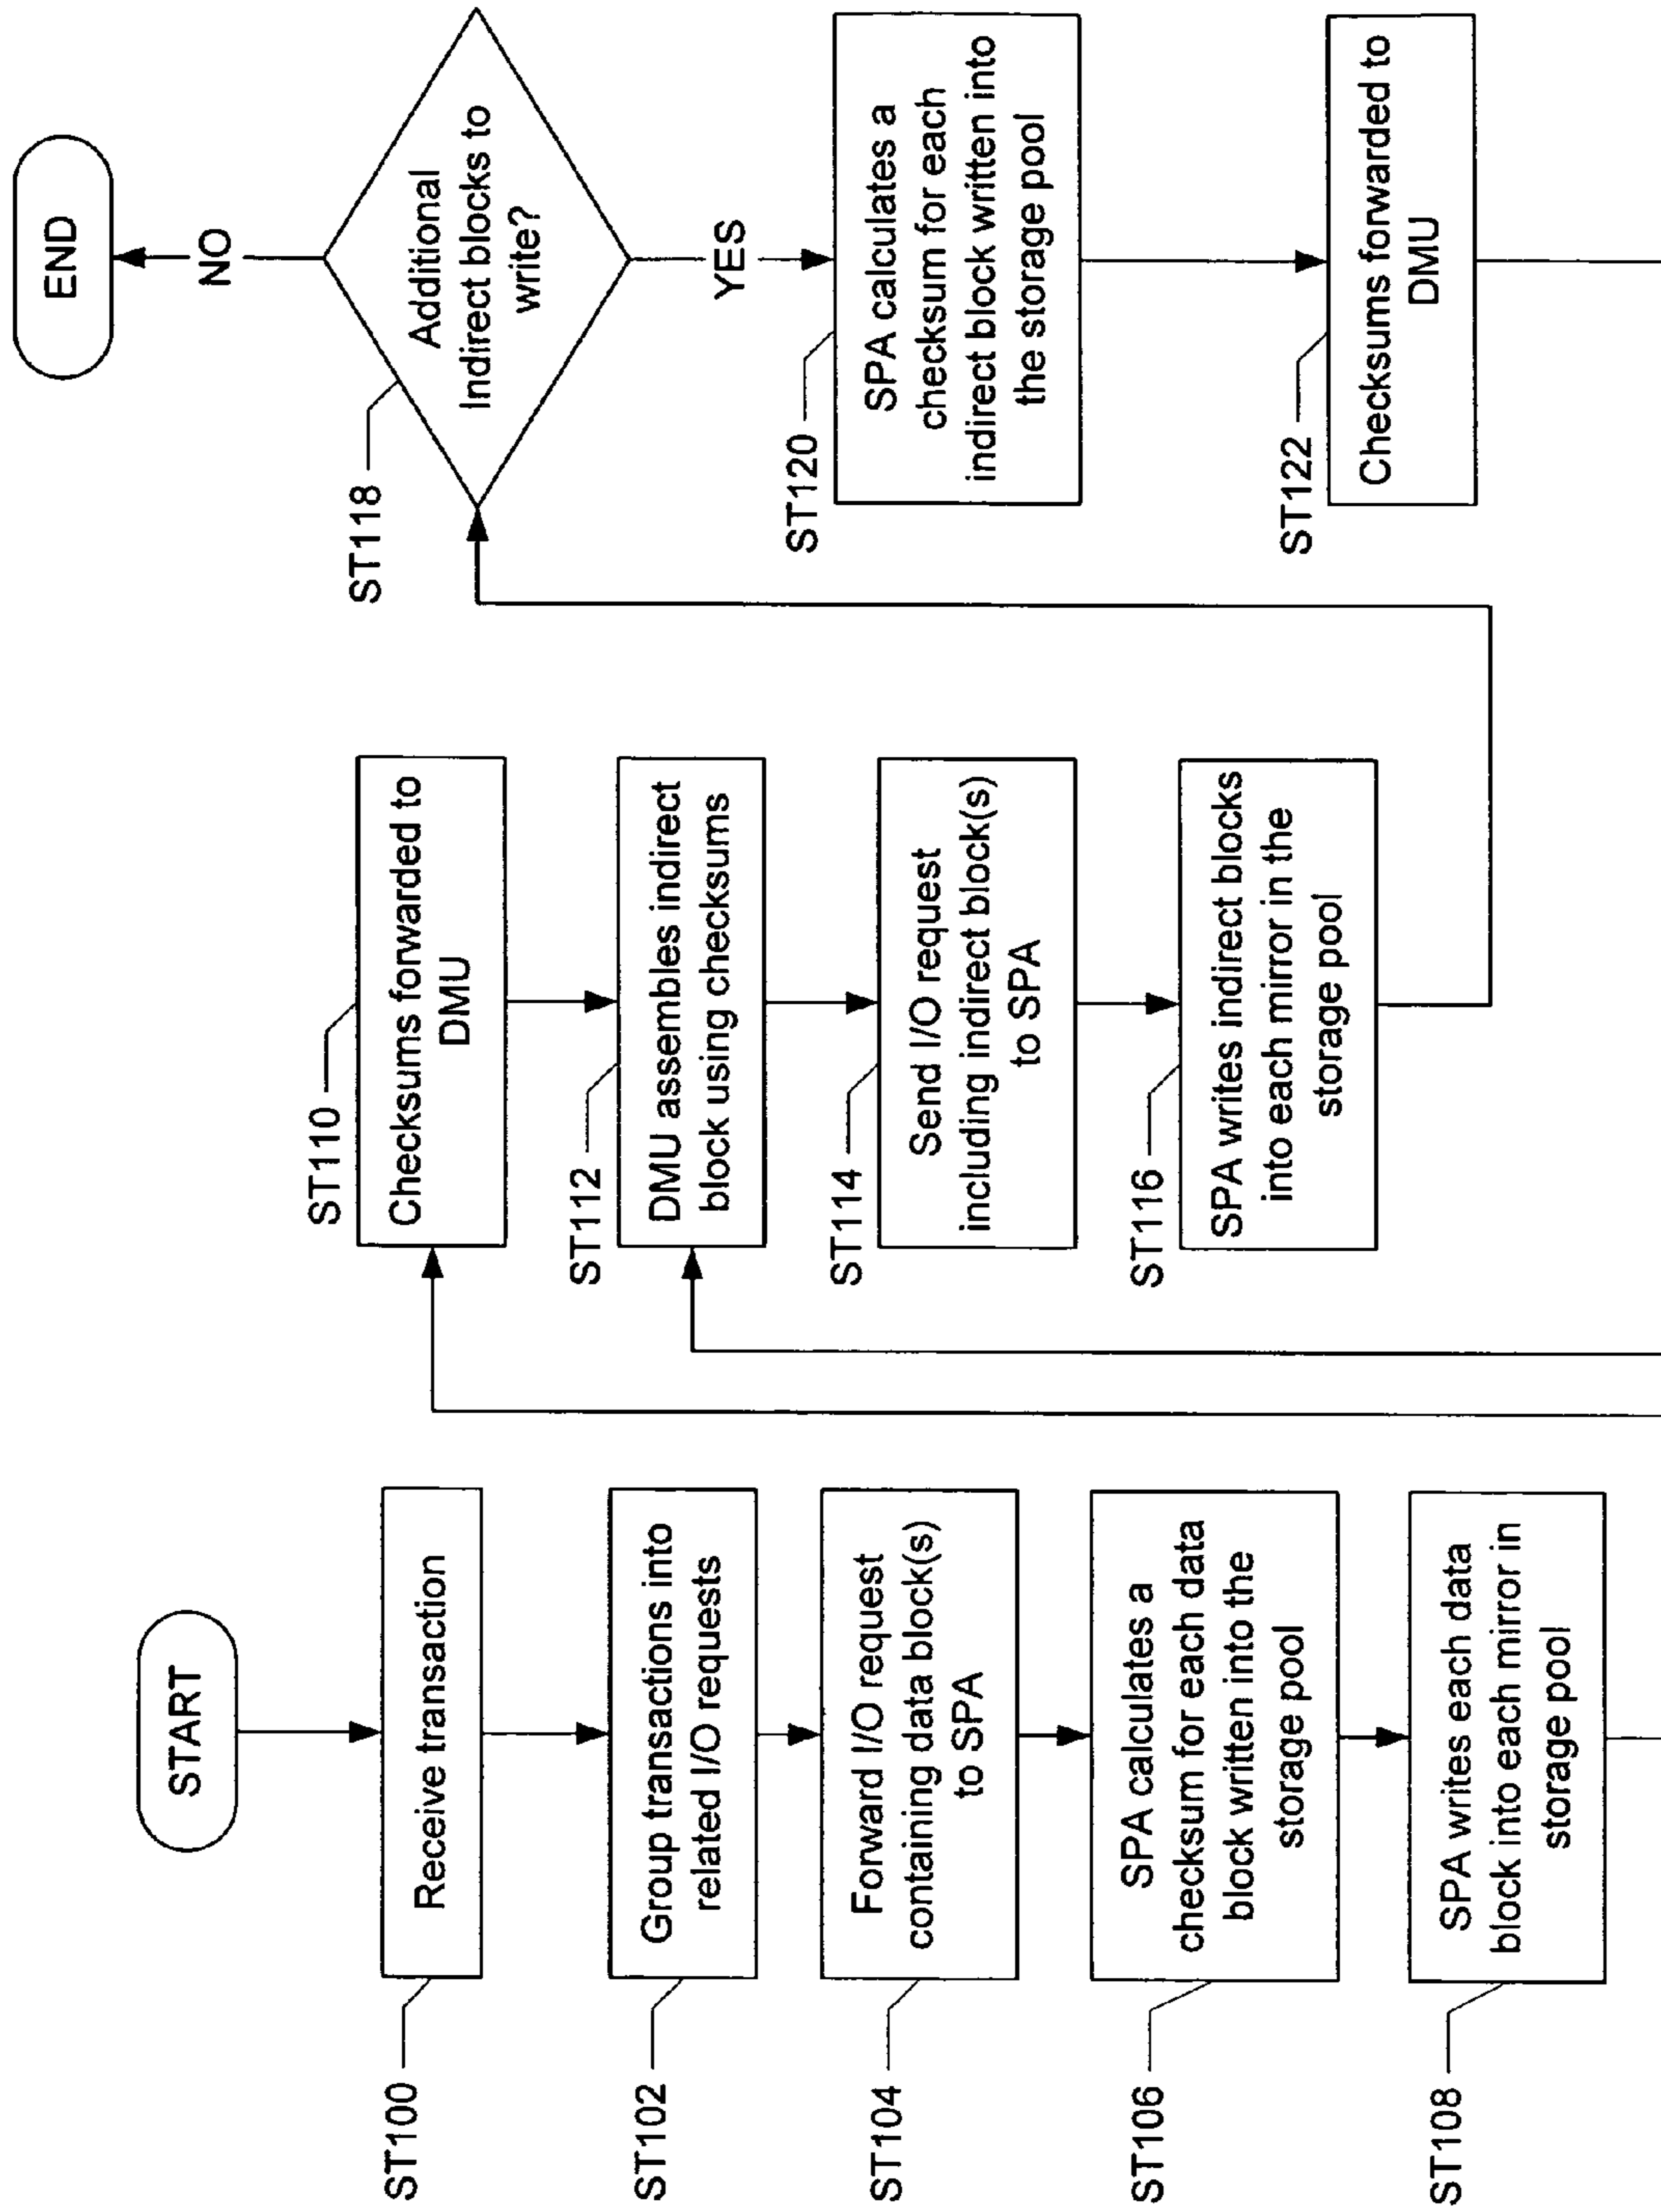 START
ST100
Receive transaction
ST102
Group transactions into
related I/O requests
ST104
Forward I/O request
containing data block(s)
to SPA
ST106
SPA calculates a
checksum for each data
block written into the
storage pool
ST108
SPA writes each data
block into each mirror in
storage pool
ST110
Checksums forwarded to
DMU
ST112
DMU assembles indirect
block using checksums
ST114
Send I/O request
including indirect block(s)
to SPA
ST116
SPA writes indirect blocks
into each mirror in the
storage pool
END
NO
ST118
Additional
Indirect blocks to
write?
YES
ST120
SPA calculates a
checksum for each
indirect block written into
the storage pool
ST122
Checksums forwarded to
DMU